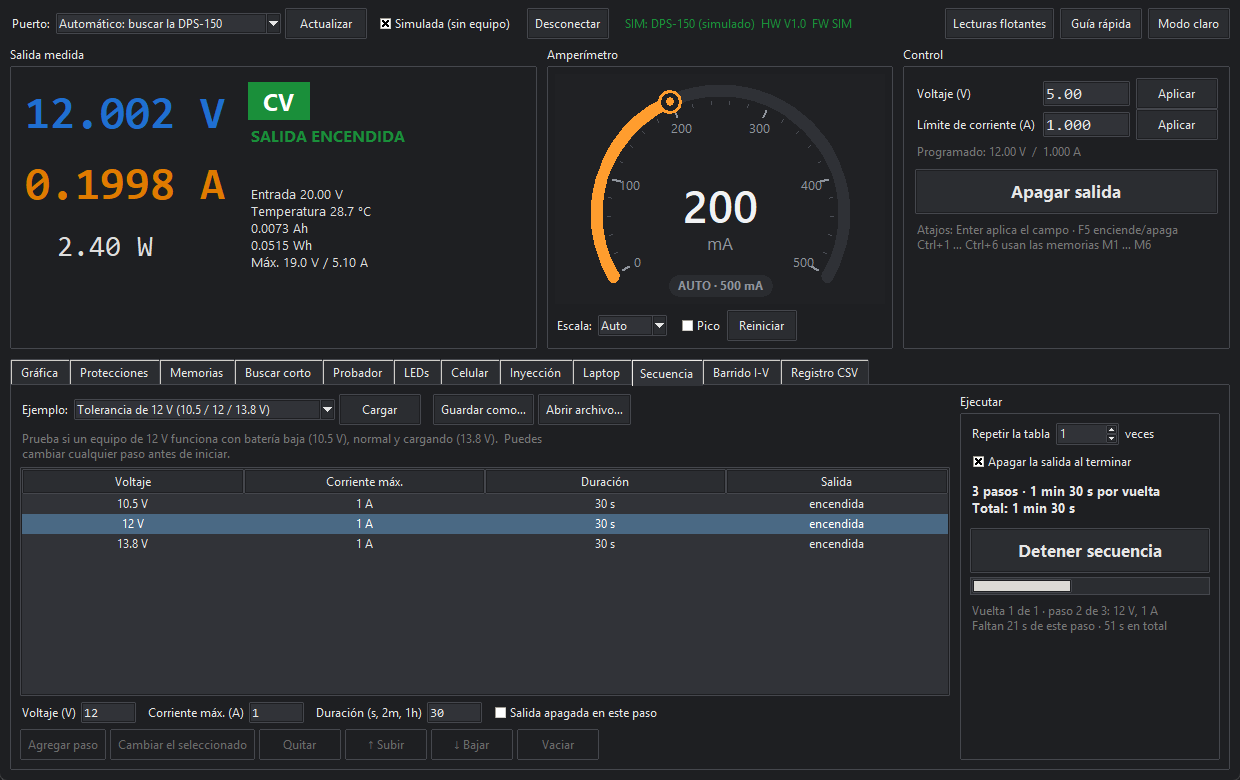 Puerto: Automático: buscar la DPS-150 Actualizar Simulada (sin equipo) Desconectar SIM: DPS-150 (simulado) HW V1.0 FW SIM Lecturas flotantes Guía rápida Modo claro
Salida medida
12.002 V
CV
SALIDA ENCENDIDA
0.1998 A
2.40 W
Entrada 20.00 V
Temperatura 28.7 °C
0.0073 Ah
0.0515 Wh
Máx. 19.0 V / 5.10 A
Amperímetro
0
100
200
300
400
500
200
mA
AUTO · 500 mA
Escala: Auto Pico Reiniciar
Control
Voltaje (V) 5.00 Aplicar
Límite de corriente (A) 1.000 Aplicar
Programado: 12.00 V / 1.000 A
Apagar salida
Atajos: Enter aplica el campo · F5 enciende/apaga
Ctrl+1 ... Ctrl+6 usan las memorias M1 ... M6
Gráfica Protecciones Memorias Buscar corto Probador LEDs Celular Inyección Laptop Secuencia Barrido I-V Registro CSV
Ejemplo: Tolerancia de 12 V (10.5 / 12 / 13.8 V) Cargar Guardar como... Abrir archivo...
Prueba si un equipo de 12 V funciona con batería baja (10.5 V), normal y cargando (13.8 V). Puedes
cambiar cualquier paso antes de iniciar.
Voltaje Corriente máx. Duración Salida
10.5 V 1 A 30 s encendida
12 V 1 A 30 s encendida
13.8 V 1 A 30 s encendida
Voltaje (V) 12 Corriente máx. (A) 1 Duración (s, 2m, 1h) 30 Salida apagada en este paso
Agregar paso Cambiar el seleccionado Quitar ↑ Subir ↓ Bajar Vaciar
Ejecutar
Repetir la tabla 1 veces
Apagar la salida al terminar
3 pasos · 1 min 30 s por vuelta
Total: 1 min 30 s
Detener secuencia
Vuelta 1 de 1 · paso 2 de 3: 12 V, 1 A
Faltan 21 s de este paso · 51 s en total